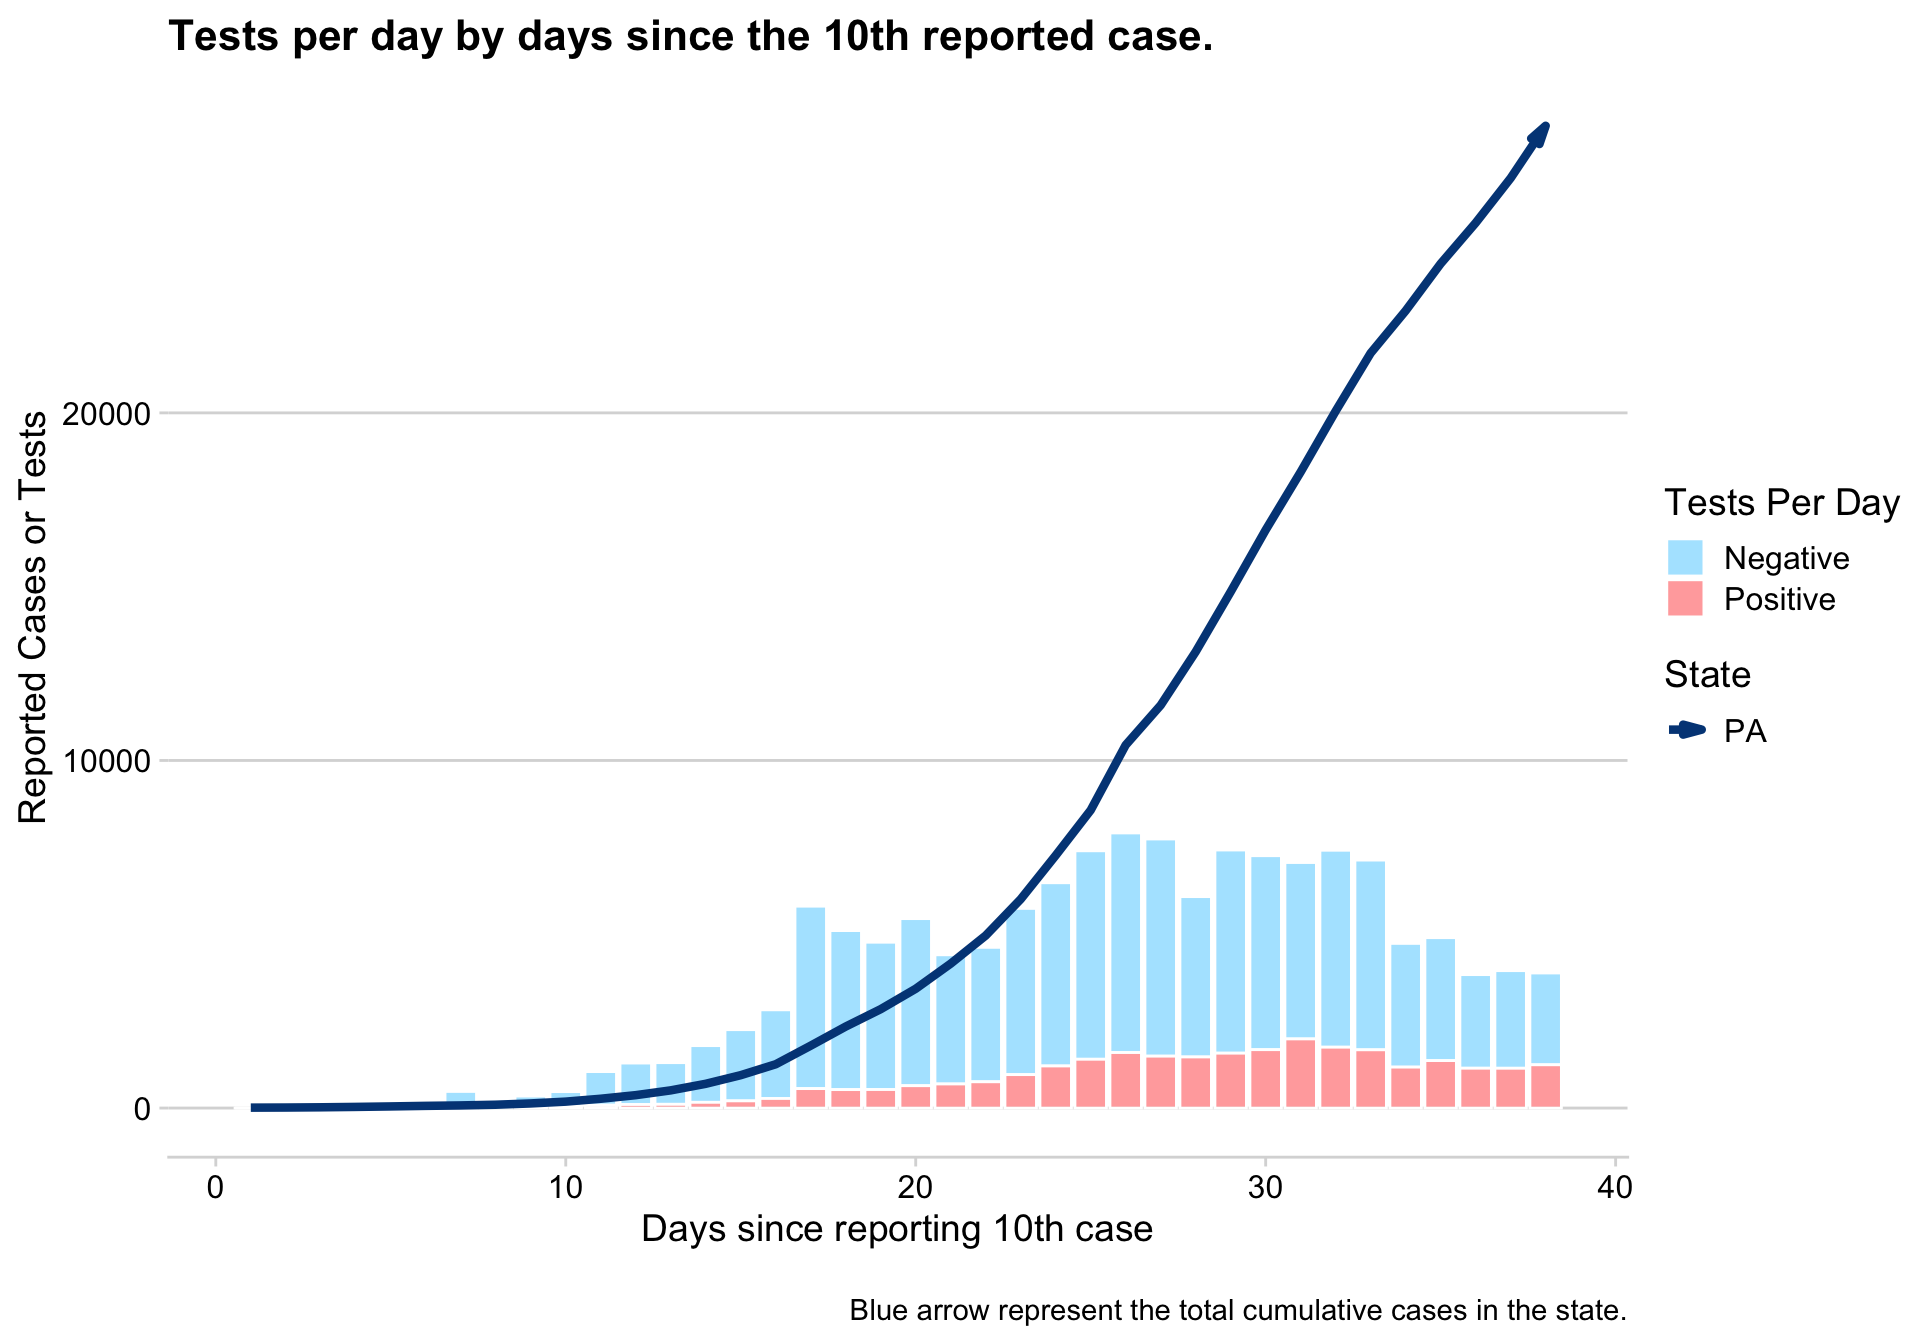 Tests per day by days since the 10th reported case.
Reported Cases or Tests
20000
10000
0
0
10
20
30
40
Days since reporting 10th case
Tests Per Day
Negative
Positive
State
PA
Blue arrow represent the total cumulative cases in the state.